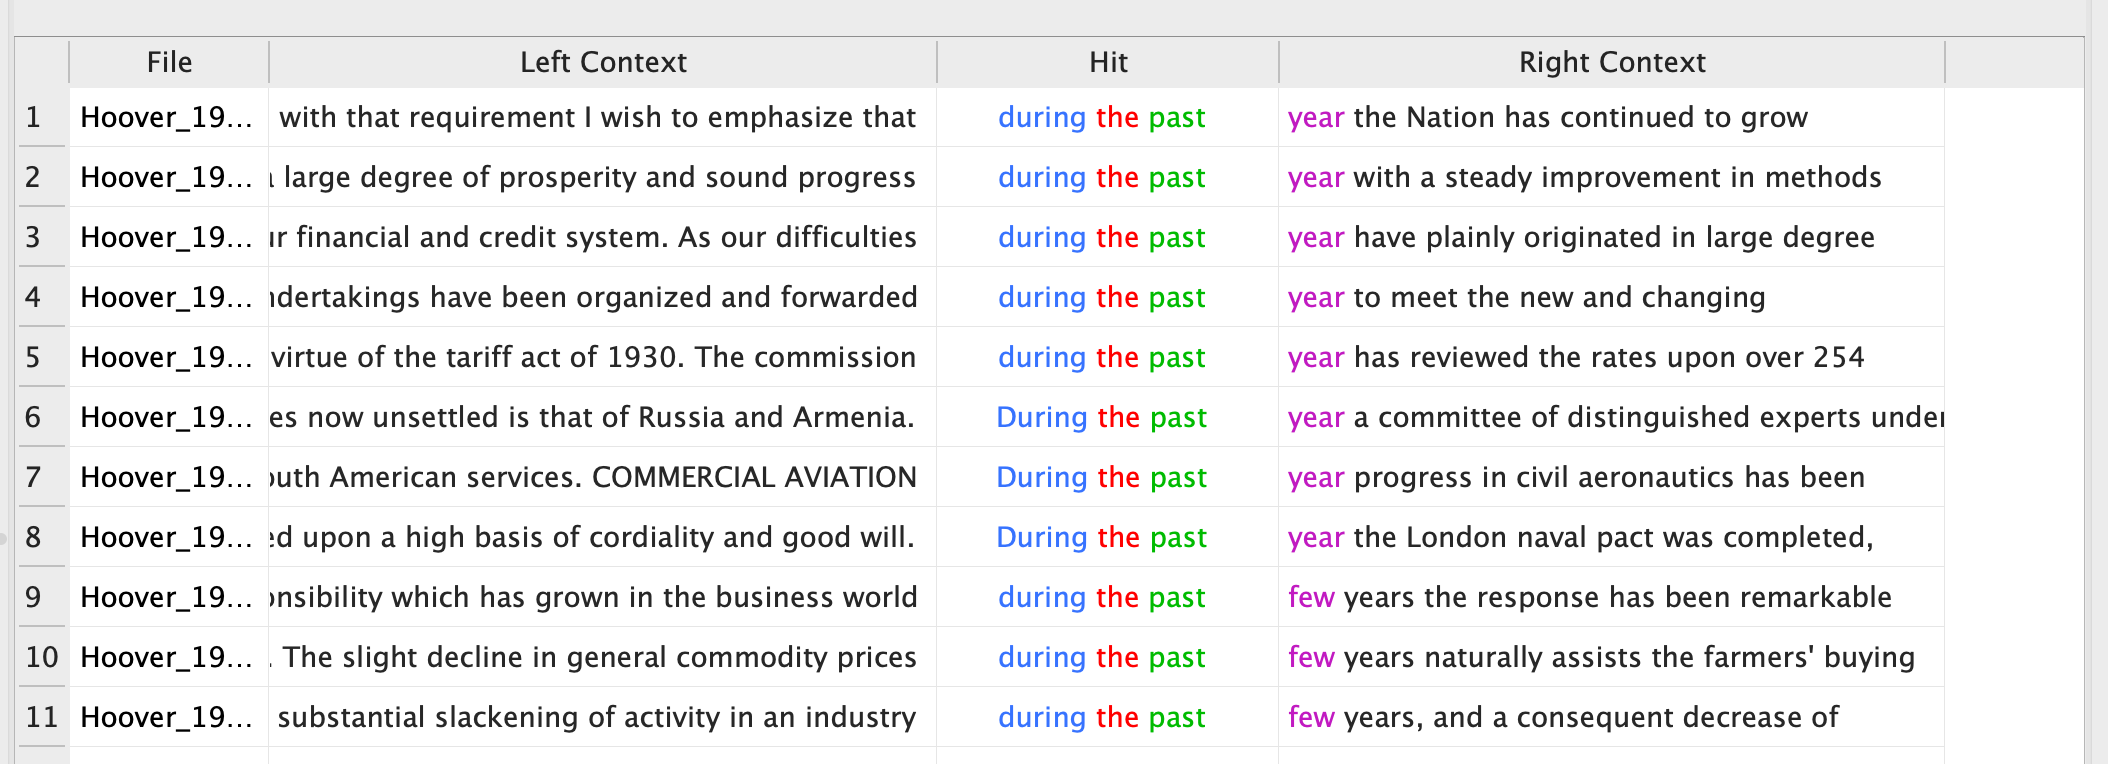 File Left Context Hit Right Context
1 Hoover_19... with that requirement I wish to emphasize that during the past year the Nation has continued to grow
2 Hoover_19... large degree of prosperity and sound progress during the past year with a steady improvement in methods
3 Hoover_19... financial and credit system. As our difficulties during the past year have plainly originated in large degree
4 Hoover_19... ndertakings have been organized and forwarded during the past year to meet the new and changing
5 Hoover_19... virtue of the tariff act of 1930. The commission during the past year has reviewed the rates upon over 254
6 Hoover_19... es now unsettled is that of Russia and Armenia. During the past year a committee of distinguished experts under
7 Hoover_19... outh American services. COMMERCIAL AVIATION During the past year progress in civil aeronautics has been
8 Hoover_19... ed upon a high basis of cordiality and good will. During the past year the London naval pact was completed,
9 Hoover_19... onsibility which has grown in the business world during the past few years the response has been remarkable
10 Hoover_19... . The slight decline in general commodity prices during the past few years naturally assists the farmers' buying
11 Hoover_19... substantial slackening of activity in an industry during the past few years, and a consequent decrease of